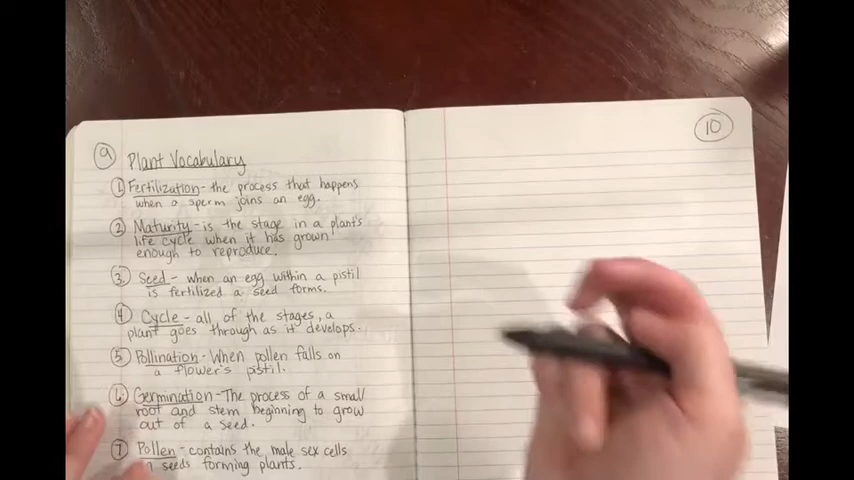 9 Plant Vocabulary
1 Fertilization - the process that happens
when a sperm joins an egg.
2 Maturity - is the stage in a plant's
life cycle when it has grown
enough to reproduce.
3. Seed - when an egg within a pistil
is fertilized a seed forms.
4 Cycle - all of the stages, a
plant goes through as it develops.
5 Pollination - When pollen falls on
a flower's pistil.
6 Germination - The process of a small
root and stem beginning to grow
out of a seed.
7 Pollen - contains the male sex cells
seeds forming plants.
10